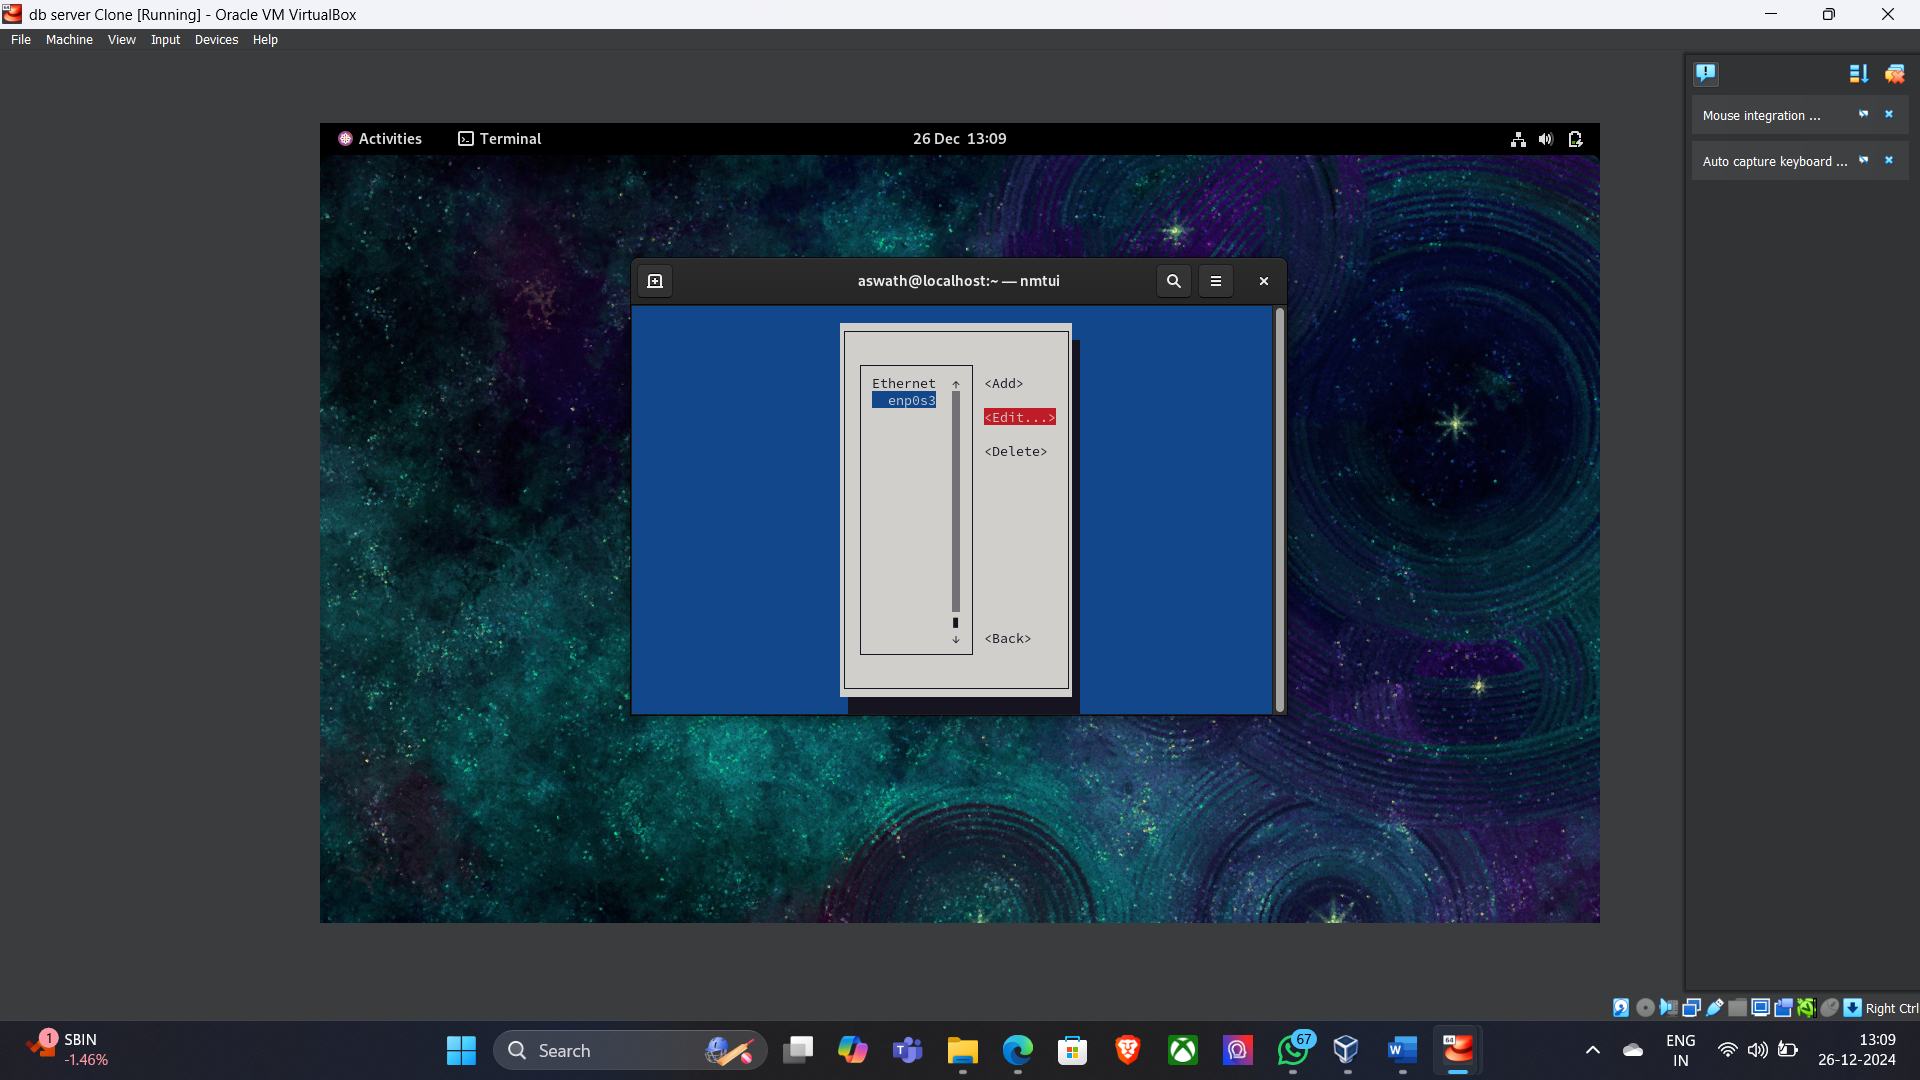 db server Clone [Running] - Oracle VM VirtualBox
File Machine View Input Devices Help
Mouse integration ...
Auto capture keyboard ...
Activities Terminal 26 Dec 13:09
aswath@localhost:~ — nmtui
Ethernet ↑ <Add>
enp0s3
<Edit...>
<Delete>
↓ <Back>
Right Ctrl
1 SBIN
-1.46%
Search
67
64
ENG
IN
13:09
26-12-2024